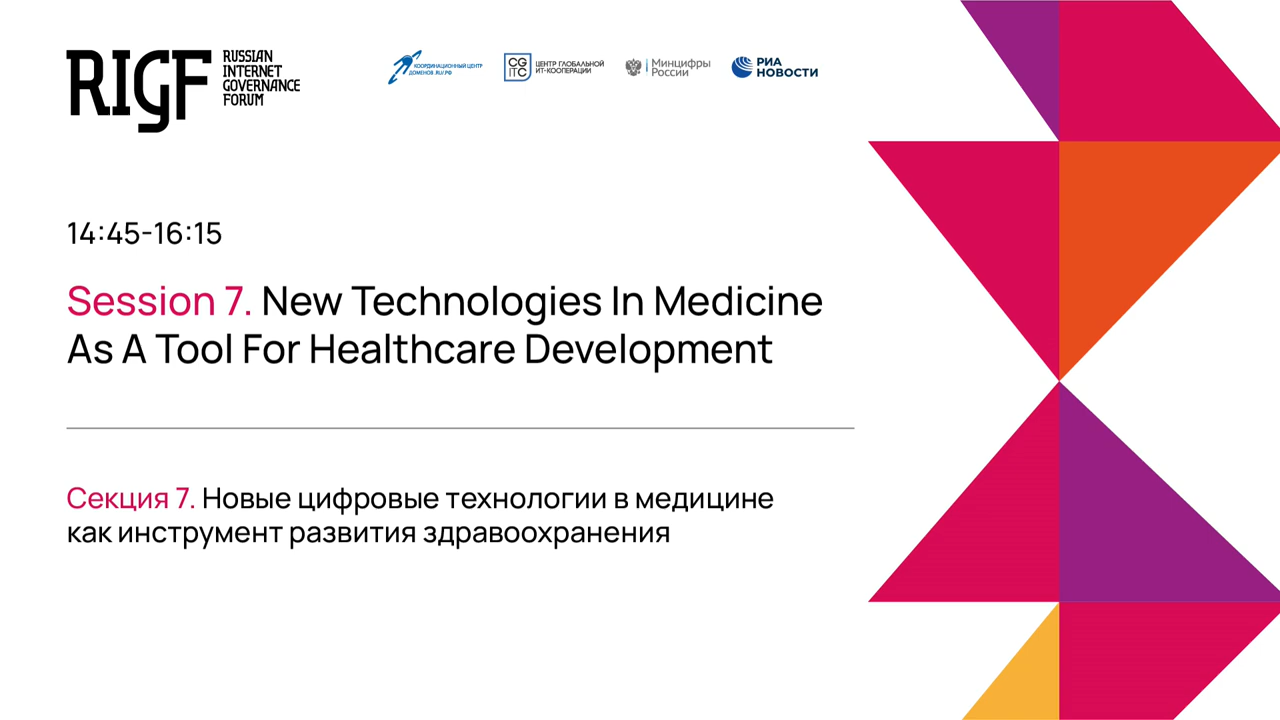 RIGF
RUSSIAN
INTERNET
GOVERNANCE
FORUM
КООРДИНАЦИОННЫЙ ЦЕНТР
ДОМЕНОВ .RU/.РФ
CG
ITC
ЦЕНТР ГЛОБАЛЬНОЙ
ИТ-КООПЕРАЦИИ
Минцифры
России
РИА
НОВОСТИ
14:45-16:15
Session 7. New Technologies In Medicine
As A Tool For Healthcare Development
Секция 7. Новые цифровые технологии в медицине
как инструмент развития здравоохранения